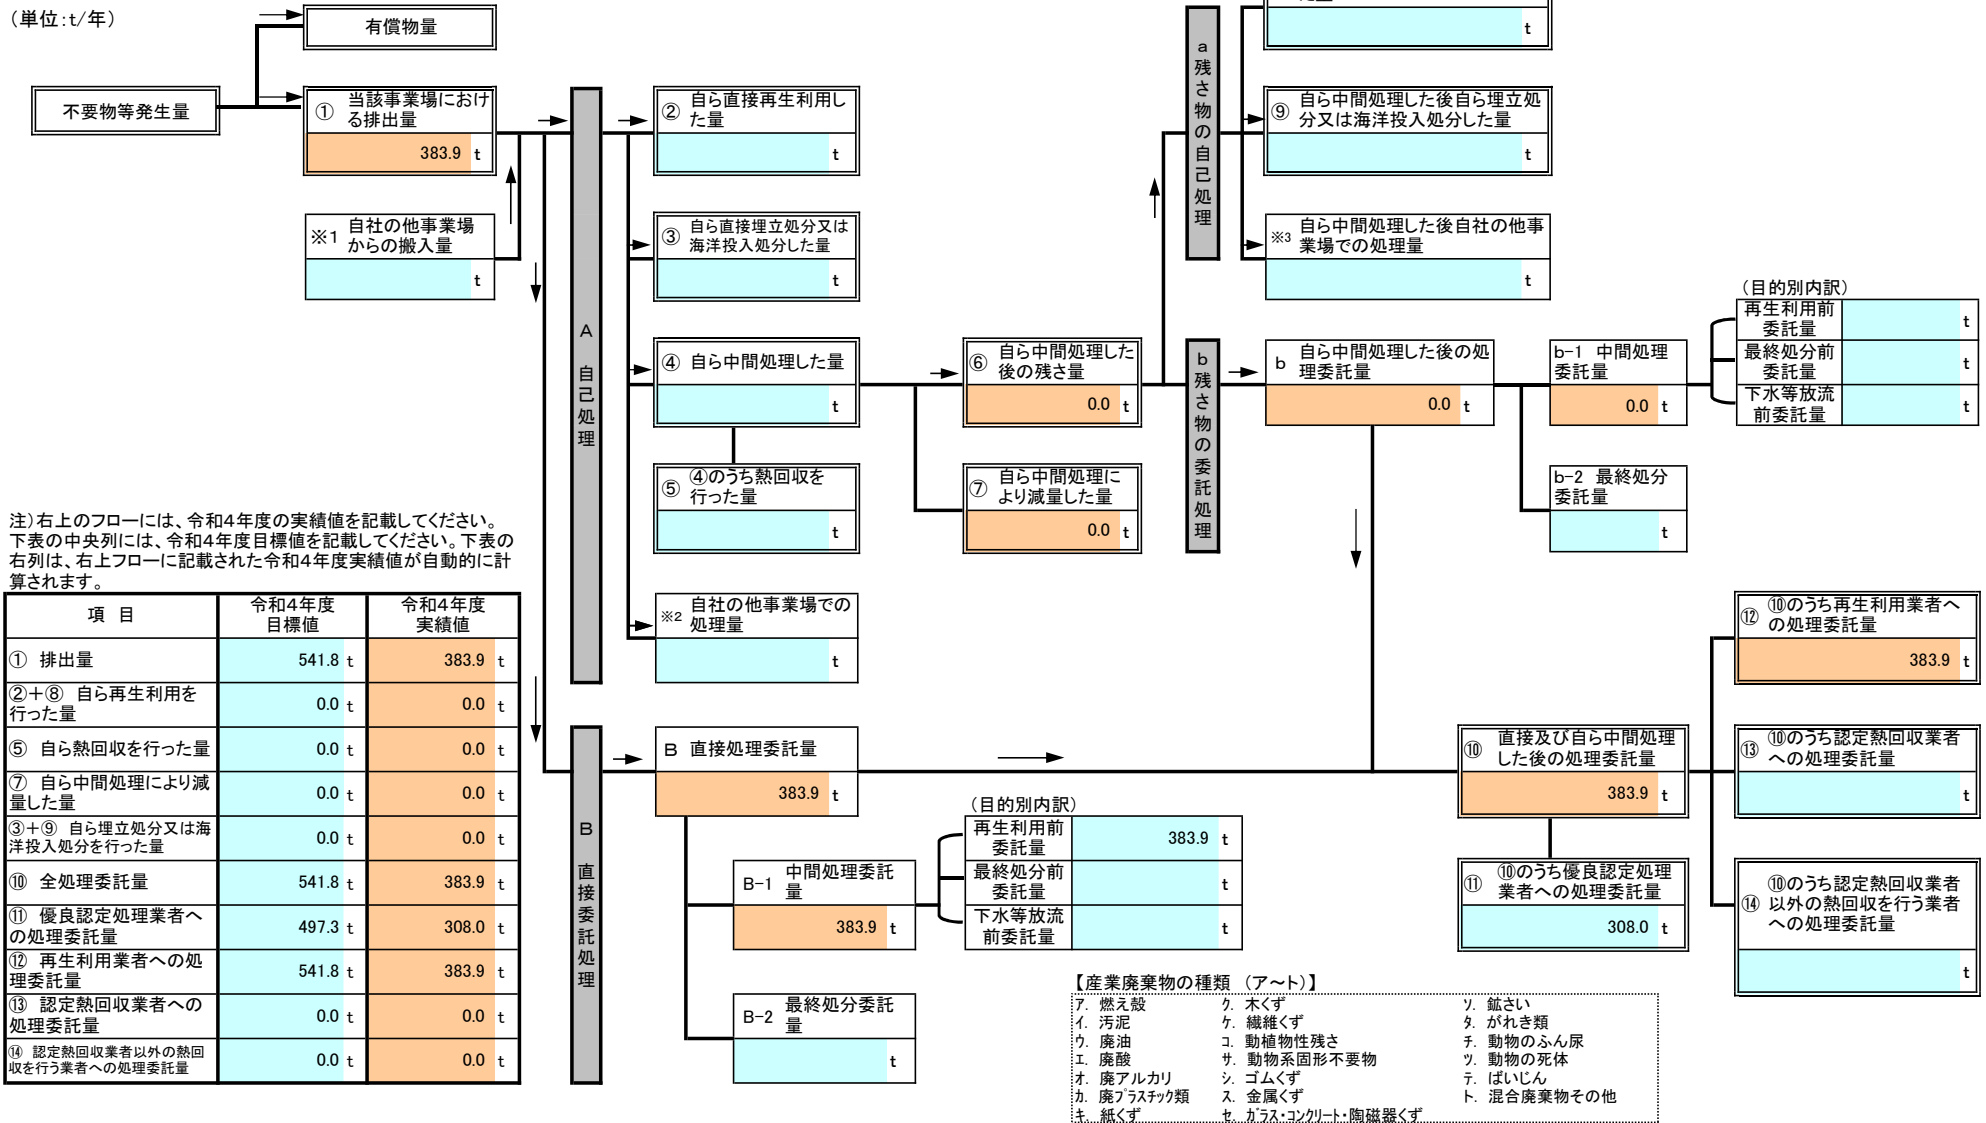 （単位:t/年）
有償物量
不要物等発生量
① 当該事業場におけ
る排出量
383.9 t
※1 自社の他事業場
からの搬入量
t
A 自己処理
② 自ら直接再生利用し
た量
t
③ 自ら直接埋立処分又は
海洋投入処分した量
t
④ 自ら中間処理した量
t
⑤ ④のうち熱回収を
行った量
t
※2 自社の他事業場での
処理量
t
⑥ 自ら中間処理した
後の残さ量
0.0 t
⑦ 自ら中間処理に
より減量した量
0.0 t
a残さ物の自己処理
t
⑨ 自ら中間処理した後自ら埋立処
分又は海洋投入処分した量
t
※3 自ら中間処理した後自社の他事
業場での処理量
t
b残さ物の委託処理
b 自ら中間処理した後の処
理委託量
0.0 t
b-1 中間処理
委託量
0.0 t
b-2 最終処分
委託量
t
（目的別内訳）
再生利用前
委託量
t
最終処分前
委託量
t
下水等放流
前委託量
t
注）右上のフローには、令和4年度の実績値を記載してください。
下表の中央列には、令和4年度目標値を記載してください。下表の
右列は、右上フローに記載された令和4年度実績値が自動的に計
算されます。
項 目 令和4年度
目標値 令和4年度
実績値
① 排出量 541.8 t 383.9 t
②＋⑧ 自ら再生利用を
行った量 0.0 t 0.0 t
⑤ 自ら熱回収を行った量 0.0 t 0.0 t
⑦ 自ら中間処理により減
量した量 0.0 t 0.0 t
③＋⑨ 自ら埋立処分又は海
洋投入処分を行った量 0.0 t 0.0 t
⑩ 全処理委託量 541.8 t 383.9 t
⑪ 優良認定処理業者へ
の処理委託量 497.3 t 308.0 t
⑫ 再生利用業者への処
理委託量 541.8 t 383.9 t
⑬ 認定熱回収業者への
処理委託量 0.0 t 0.0 t
⑭ 認定熱回収業者以外の熱回
収を行う業者への処理委託量 0.0 t 0.0 t
B 直接委託処理
B 直接処理委託量
383.9 t
B-1 中間処理委託
量
383.9 t
B-2 最終処分委託
量
t
（目的別内訳）
再生利用前
委託量
383.9 t
最終処分前
委託量
t
下水等放流
前委託量
t
⑩ 直接及び自ら中間処理
した後の処理委託量
383.9 t
⑪ ⑩のうち優良認定処理
業者への処理委託量
308.0 t
⑫ ⑩のうち再生利用業者へ
の処理委託量
383.9 t
⑬ ⑩のうち認定熱回収業者
への処理委託量
t
⑭ ⑩のうち認定熱回収業者
以外の熱回収を行う業者
への処理委託量
t
【産業廃棄物の種類 （ア～ト）】
ア. 燃え殻 ク. 木くず ソ. 鉱さい
イ. 汚泥 ケ. 繊維くず タ. がれき類
ウ. 廃油 コ. 動植物性残さ チ. 動物のふん尿
エ. 廃酸 サ. 動物系固形不要物 ツ. 動物の死体
オ. 廃アルカリ シ. ゴムくず テ. ばいじん
カ. 廃プラスチック類 ス. 金属くず ト. 混合廃棄物その他
キ. 紙くず セ. ガラス・コンクリート・陶磁器くず